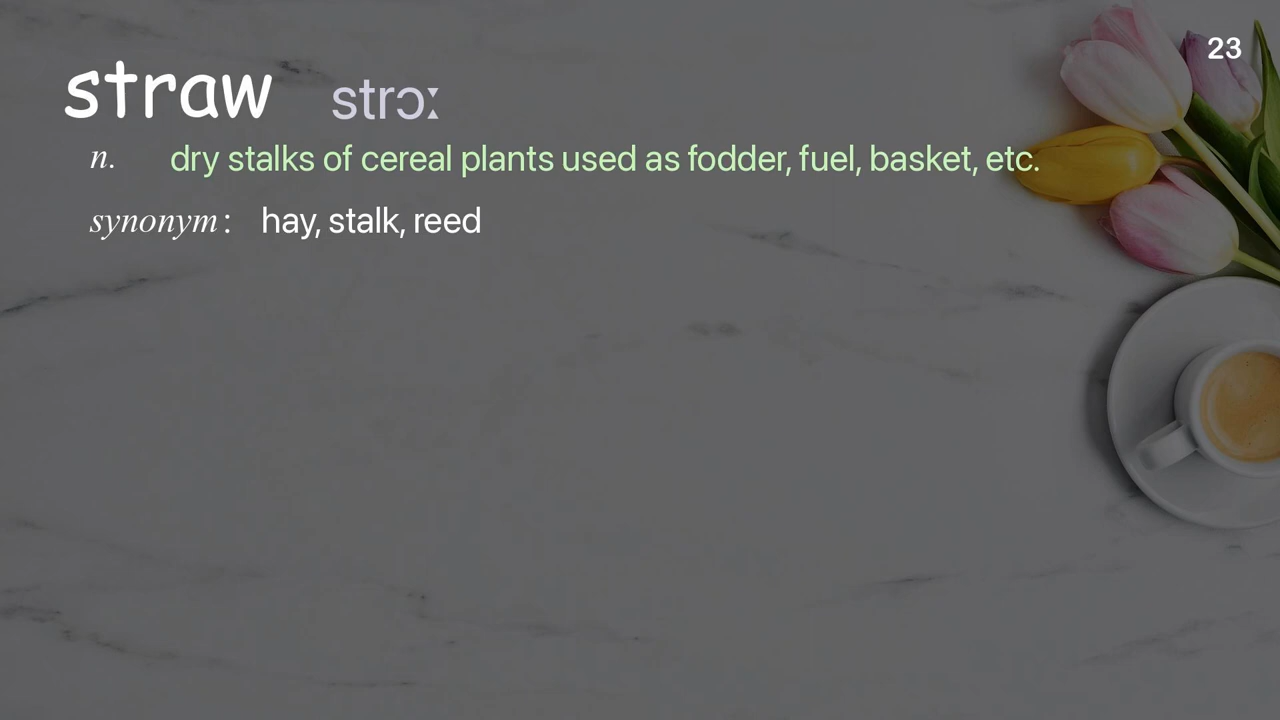 23
straw strɔː
n. dry stalks of cereal plants used as fodder, fuel, basket, etc.
synonym: hay, stalk, reed